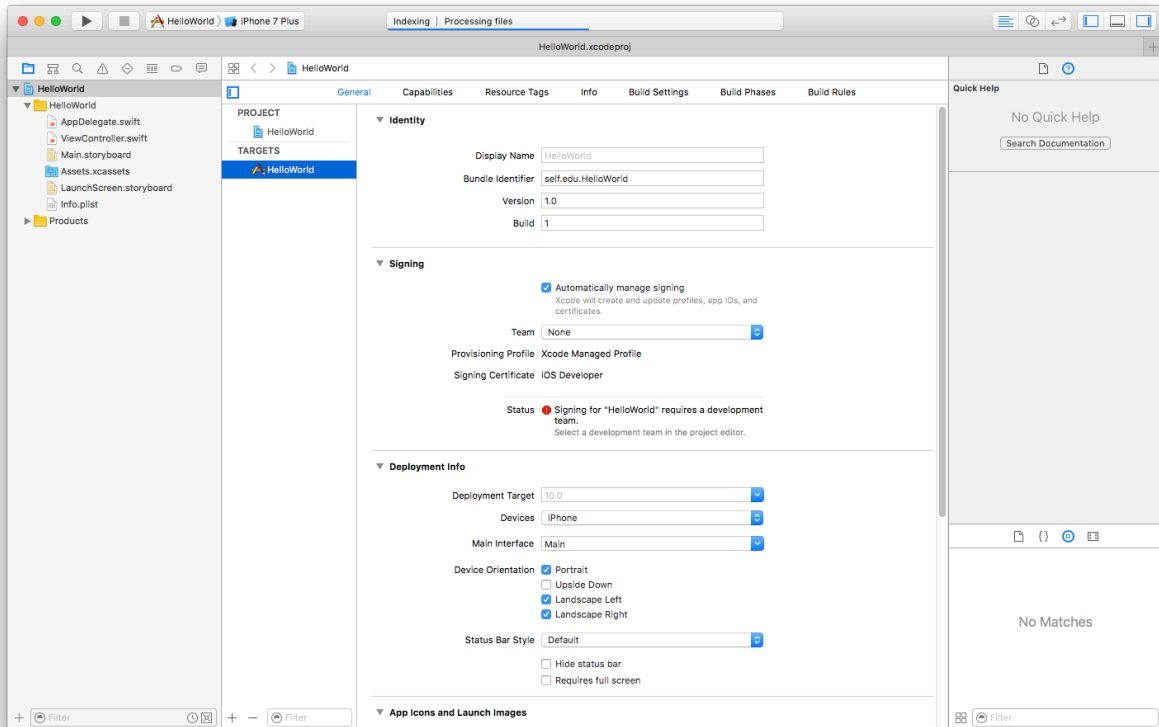 HelloWorld iPhone 7 Plus
Indexing | Processing files
HelloWorld.xcodeproj
HelloWorld
HelloWorld
AppDelegate.swift
ViewController.swift
Main.storyboard
Assets.xcassets
LaunchScreen.storyboard
Info.plist
Products
Filter
HelloWorld
General Capabilities Resource Tags Info Build Settings Build Phases Build Rules
PROJECT
HelloWorld
TARGETS
HelloWorld
Filter
Identity
Display Name HelloWorld
Bundle Identifier self.edu.HelloWorld
Version 1.0
Build 1
Signing
Automatically manage signing
Xcode will create and update profiles, app IDs, and
certificates.
Team None
Provisioning Profile Xcode Managed Profile
Signing Certificate iOS Developer
Status Signing for "HelloWorld" requires a development
team.
Select a development team in the project editor.
Deployment Info
Deployment Target 10.0
Devices iPhone
Main Interface Main
Device Orientation Portrait
Upside Down
Landscape Left
Landscape Right
Status Bar Style Default
Hide status bar
Requires full screen
App Icons and Launch Images
Quick Help
No Quick Help
Search Documentation
No Matches
Filter